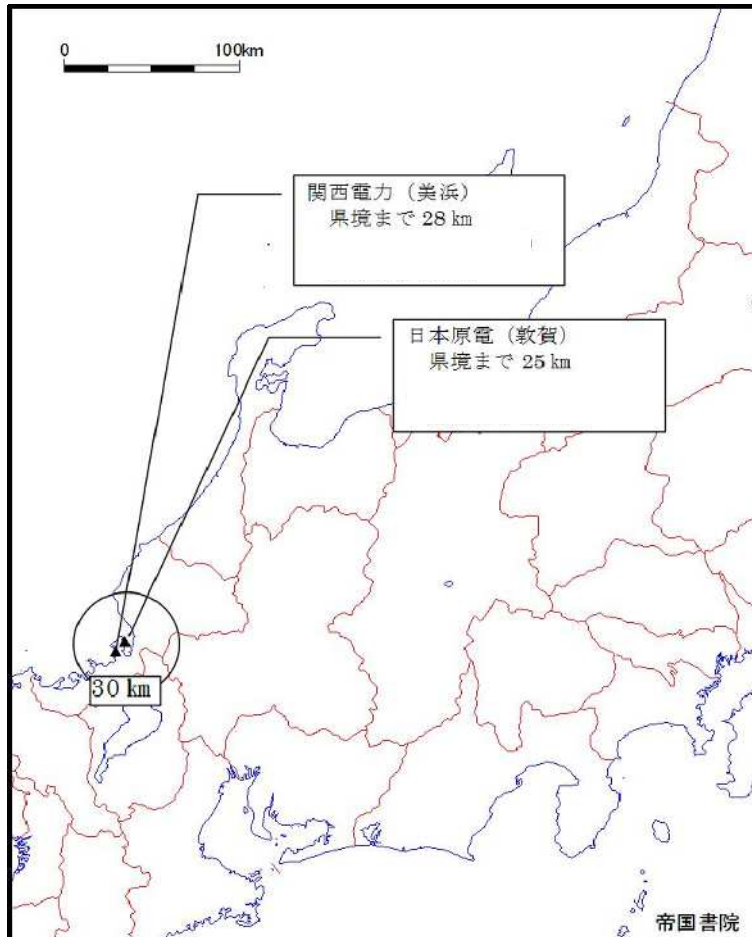 0 100km
関西電力（美浜）
県境まで 28 ㎞
日本原電（敦賀）
県境まで 25 ㎞
30 ㎞
帝国書院